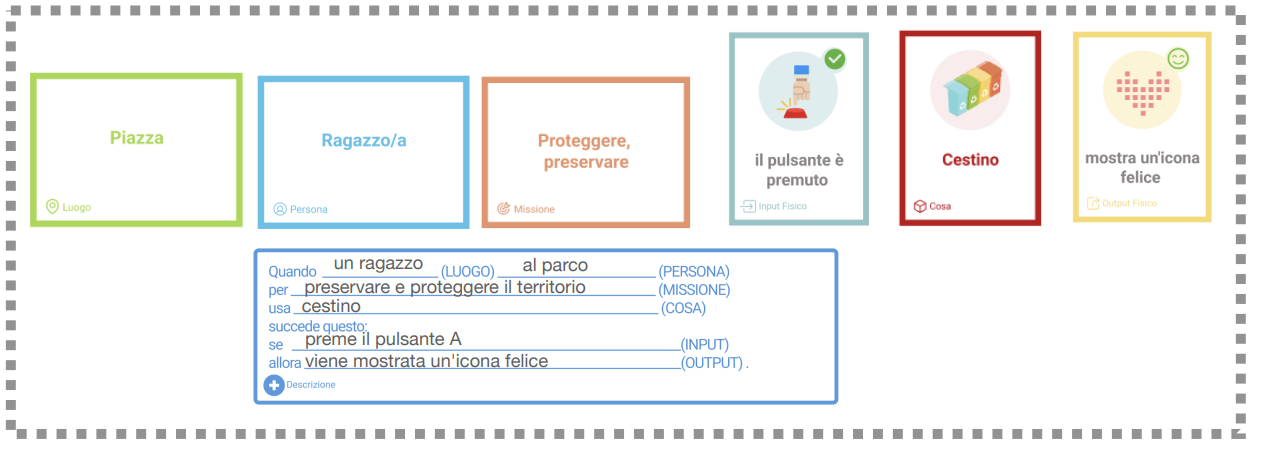 Piazza
Luogo
Ragazzo/a
Persona
Proteggere,
preservare
Missione
il pulsante è
premuto
Input Fisico
Cestino
Cosa
mostra un'icona
felice
Output Fisico
Quando un ragazzo (LUOGO) al parco (PERSONA)
per preservare e proteggere il territorio (MISSIONE)
usa cestino (COSA)
succede questo:
se preme il pulsante A (INPUT)
allora viene mostrata un'icona felice (OUTPUT) .
Descrizione